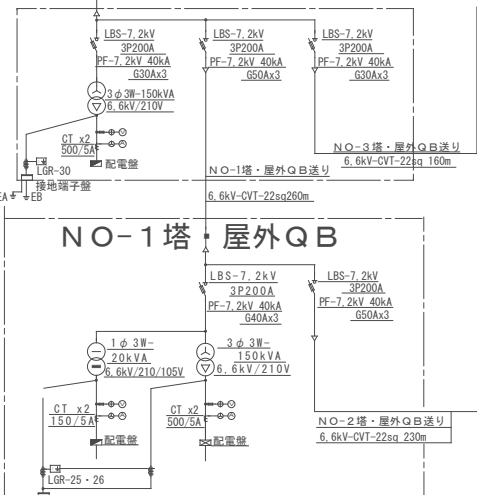 LBS-7.2kV
3P200A
PF-7.2kV 40kA
G30Ax3
LBS-7.2kV
3P200A
PF-7.2kV 40kA
G50Ax3
LBS-7.2kV
3P200A
PF-7.2kV 40kA
G30Ax3
3φ3W-150kVA
6.6kV/210V
CT x2
500/5A
V
A
配電盤
LGR-30
接地端子盤
EA
EB
NO-3塔・屋外QB送り
6.6kV-CVT-22sq 160m
NO-1塔・屋外QB送り
6.6kV-CVT-22sq260m
NO-1塔・屋外QB
LBS-7.2kV
3P200A
PF-7.2kV 40kA
G40Ax3
LBS-7.2kV
3P200A
PF-7.2kV 40kA
G50Ax3
1φ3W-
20kVA
6.6kV/210/105V
3φ3W-
150kVA
6.6kV/210V
CT x2
150/5A
V
A
配電盤
CT x2
500/5A
V
A
配電盤
NO-2塔・屋外QB送り
6.6kV-CVT-22sq 230m
LGR-25・26